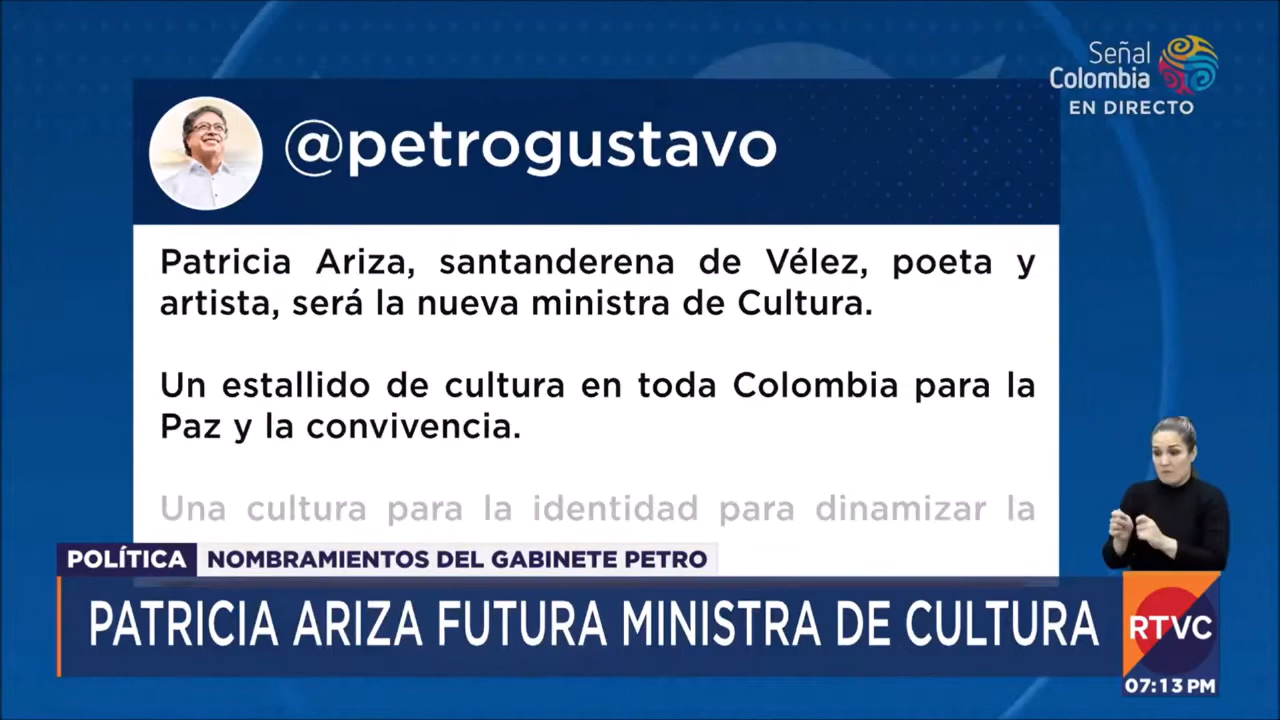 Señal
Colombia
EN DIRECTO
@petrogustavo
Patricia Ariza, santanderena de Vélez, poeta y
artista, será la nueva ministra de Cultura.
Un estallido de cultura en toda Colombia para la
Paz y la convivencia.
Una cultura para la identidad para dinamizar la
POLÍTICA
NOMBRAMIENTOS DEL GABINETE PETRO
PATRICIA ARIZA FUTURA MINISTRA DE CULTURA
RTVC
07:13 PM